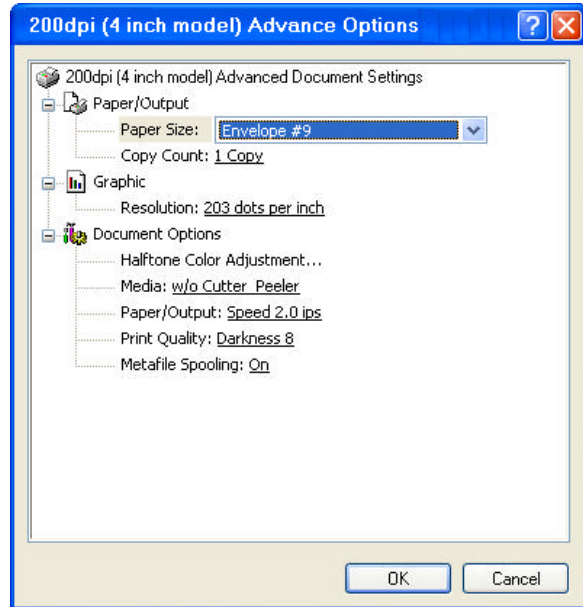 200dpi (4 inch model) Advance Options
200dpi (4 inch model) Advanced Document Settings
Paper/Output
Paper Size: Envelope #9
Copy Count: 1 Copy
Graphic
Resolution: 203 dots per inch
Document Options
Halftone Color Adjustment...
Media: w/o Cutter_Peeler
Paper/Output: Speed 2.0 ips
Print Quality: Darkness 8
Metafile Spooling: On
OK Cancel